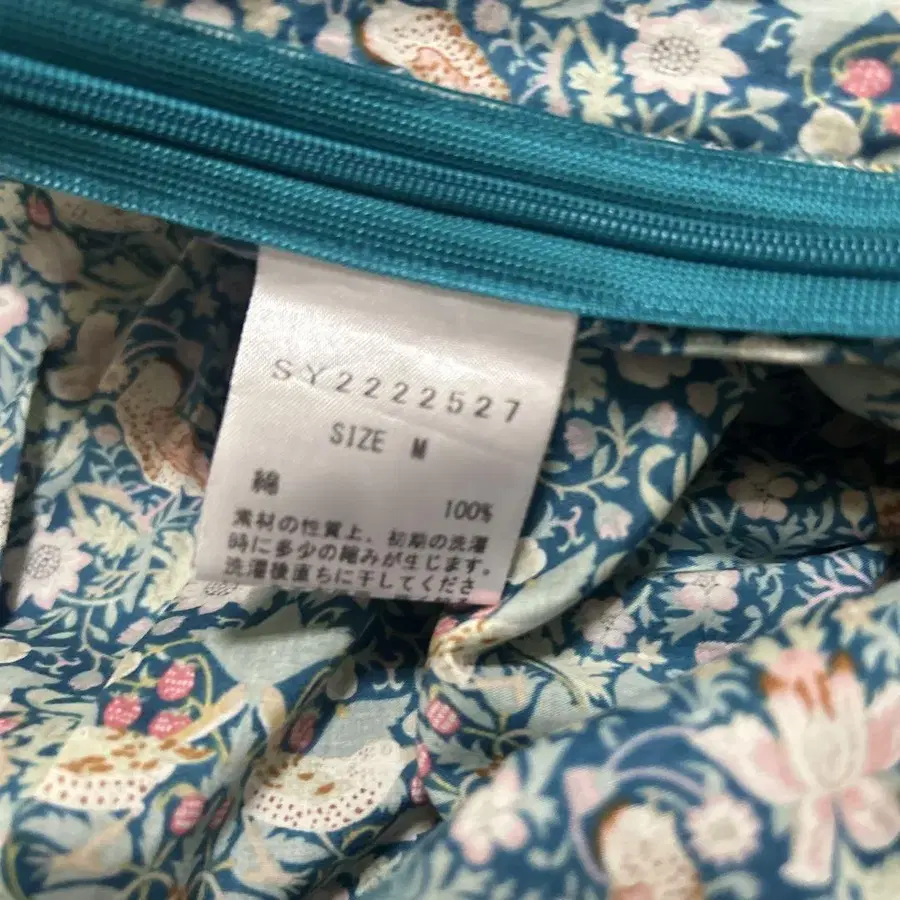 SY2222527
SIZE M
綿 100%
素材の性質上、初期の洗濯
時に多少の縮みが生じます。
洗濯後直ちに干してくださ